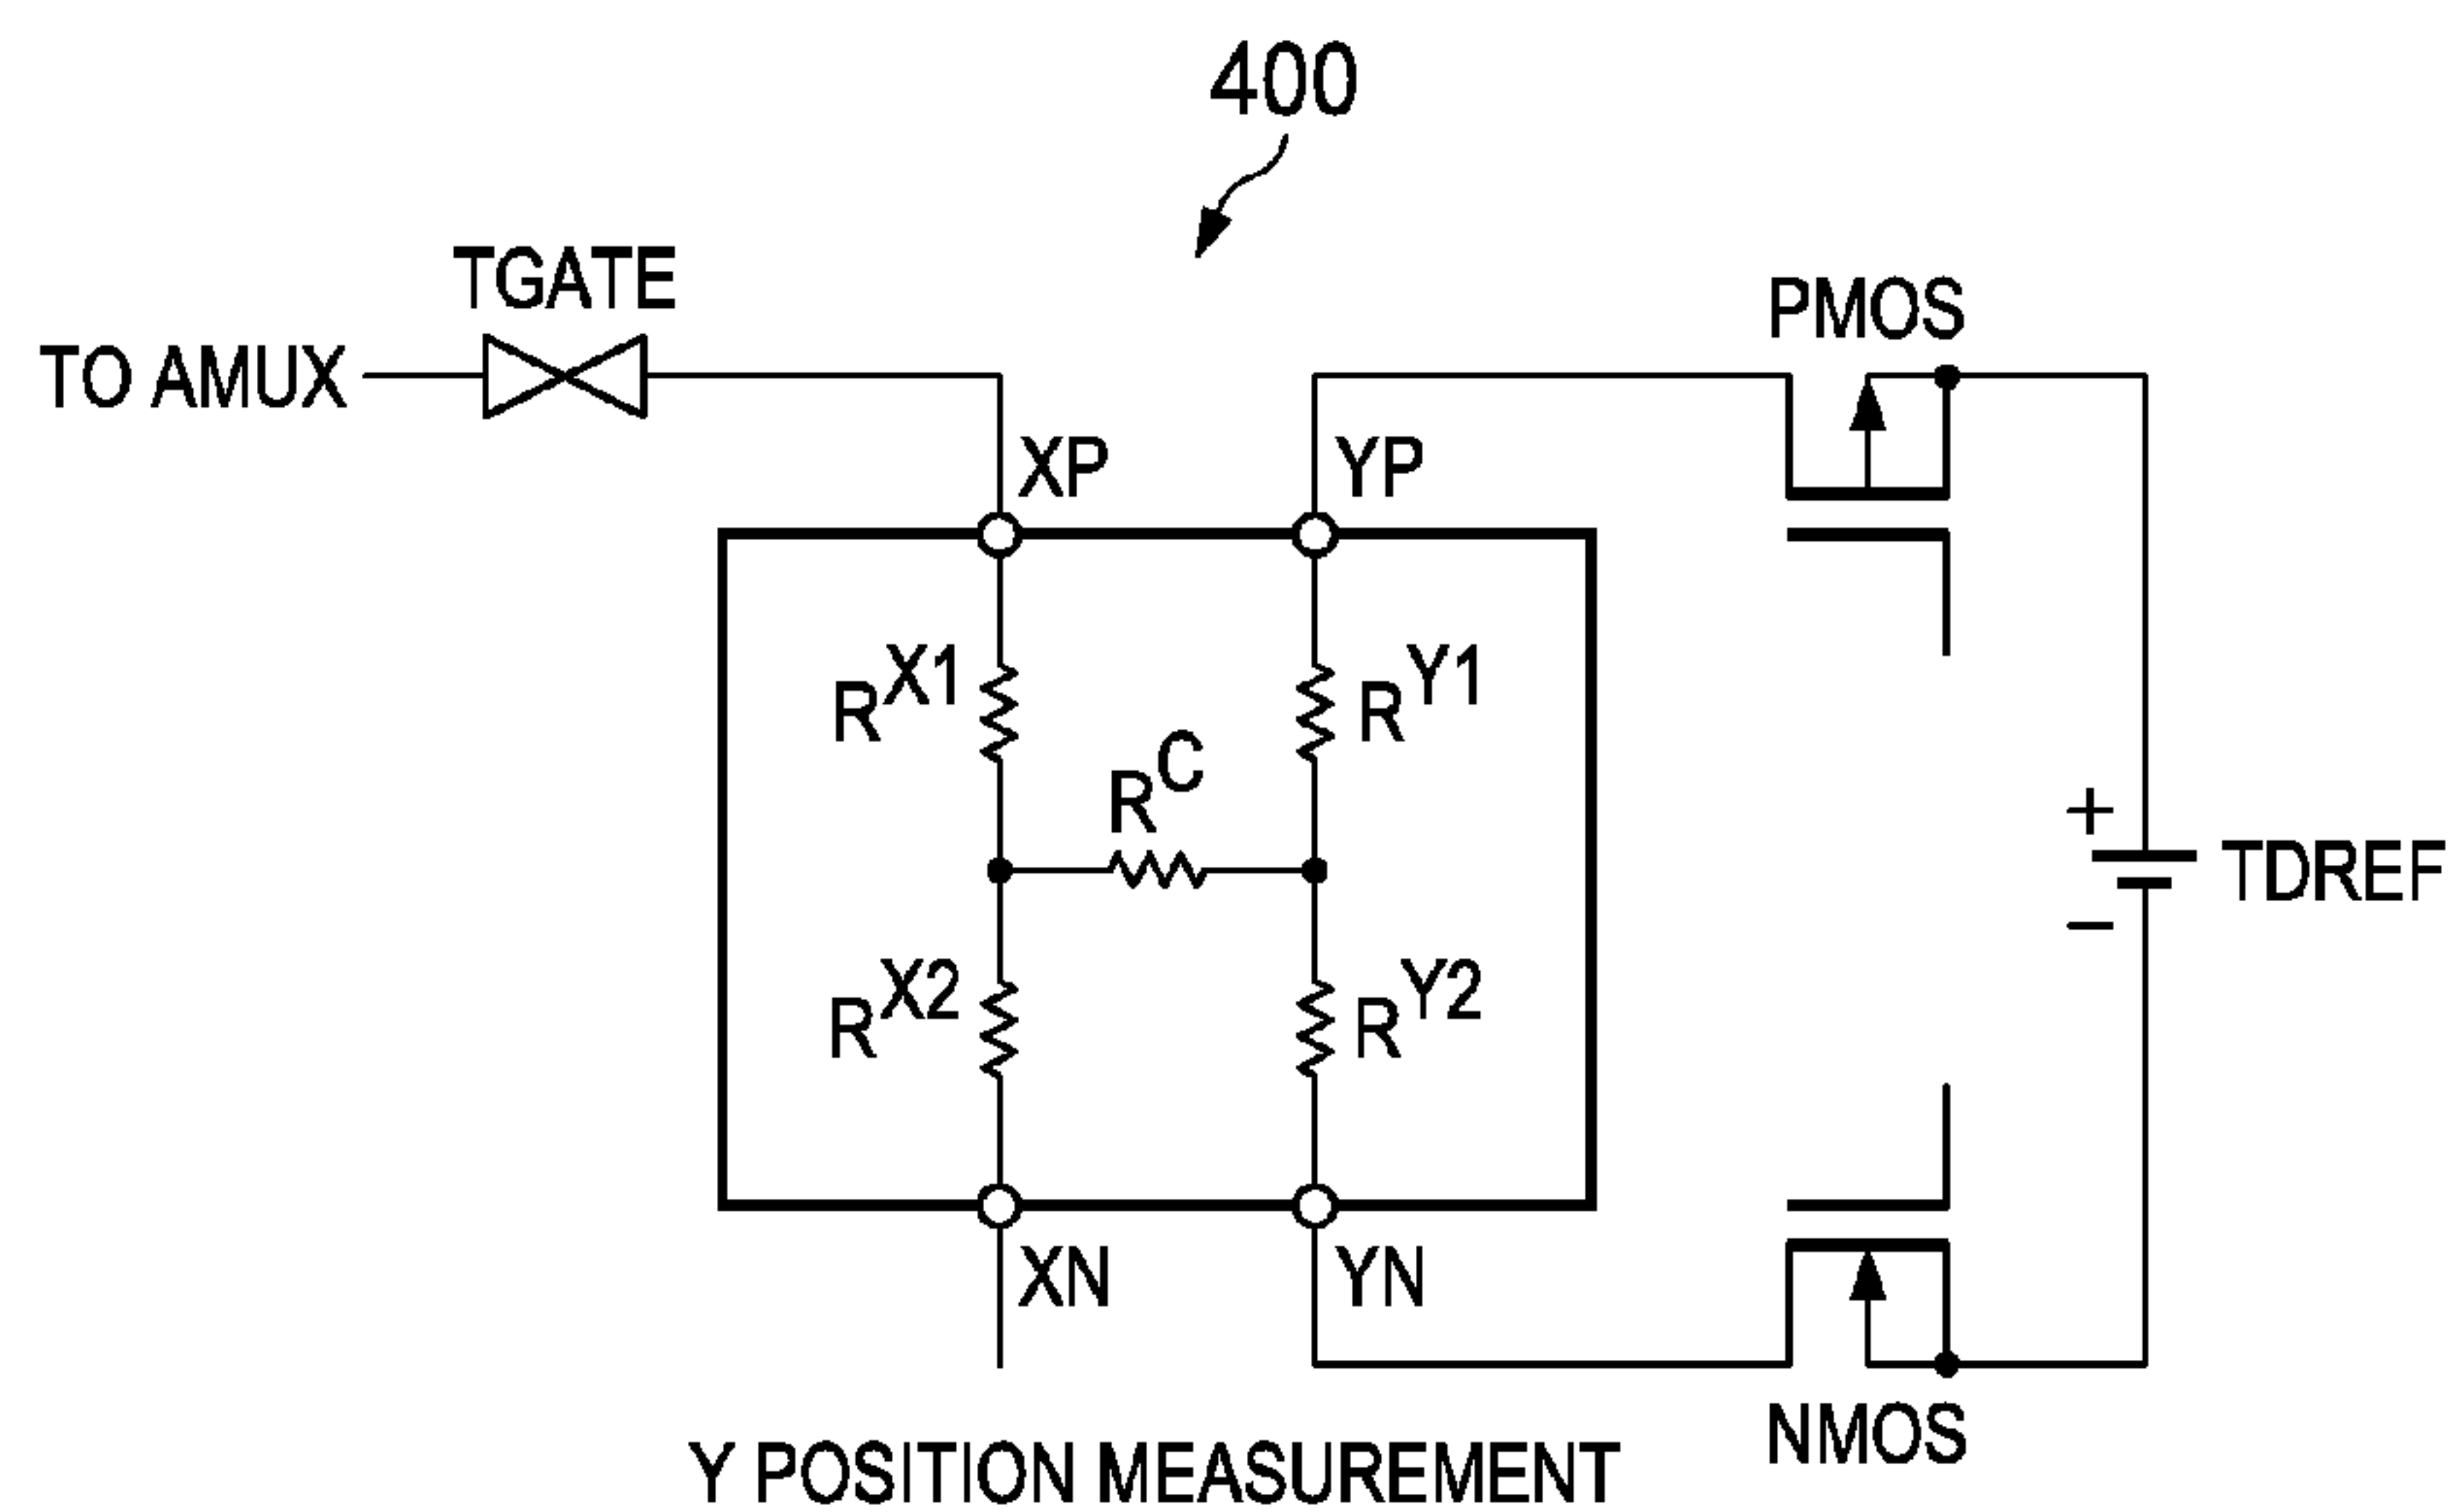 400
TGATE
TO AMUX
PMOS
XP
YP
R^X1
R^Y1
R^C
+
TDREF
−
R^X2
R^Y2
XN
YN
NMOS
Y POSITION MEASUREMENT